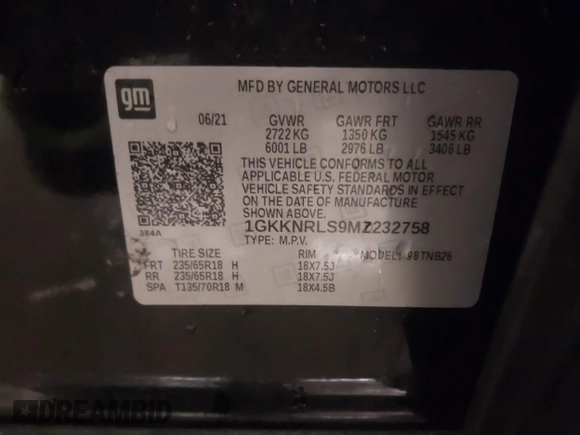 gm
MFD BY GENERAL MOTORS LLC
06/21 GVWR GAWR FRT GAWR RR
2722 KG 1350 KG 1545 KG
6001 LB 2976 LB 3406 LB
THIS VEHICLE CONFORMS TO ALL
APPLICABLE U.S. FEDERAL MOTOR
VEHICLE SAFETY STANDARDS IN EFFECT
ON THE DATE OF MANUFACTURE
SHOWN ABOVE.
384A
1GKKNRLS9MZ232758
TYPE: M.P.V. MODEL: 98TNB26
TIRE SIZE RIM
FRT 235/65R18 H 18X7.5J
RR 235/65R18 H 18X7.5J
SPA T135/70R18 M 18X4.5B
DREAMBID